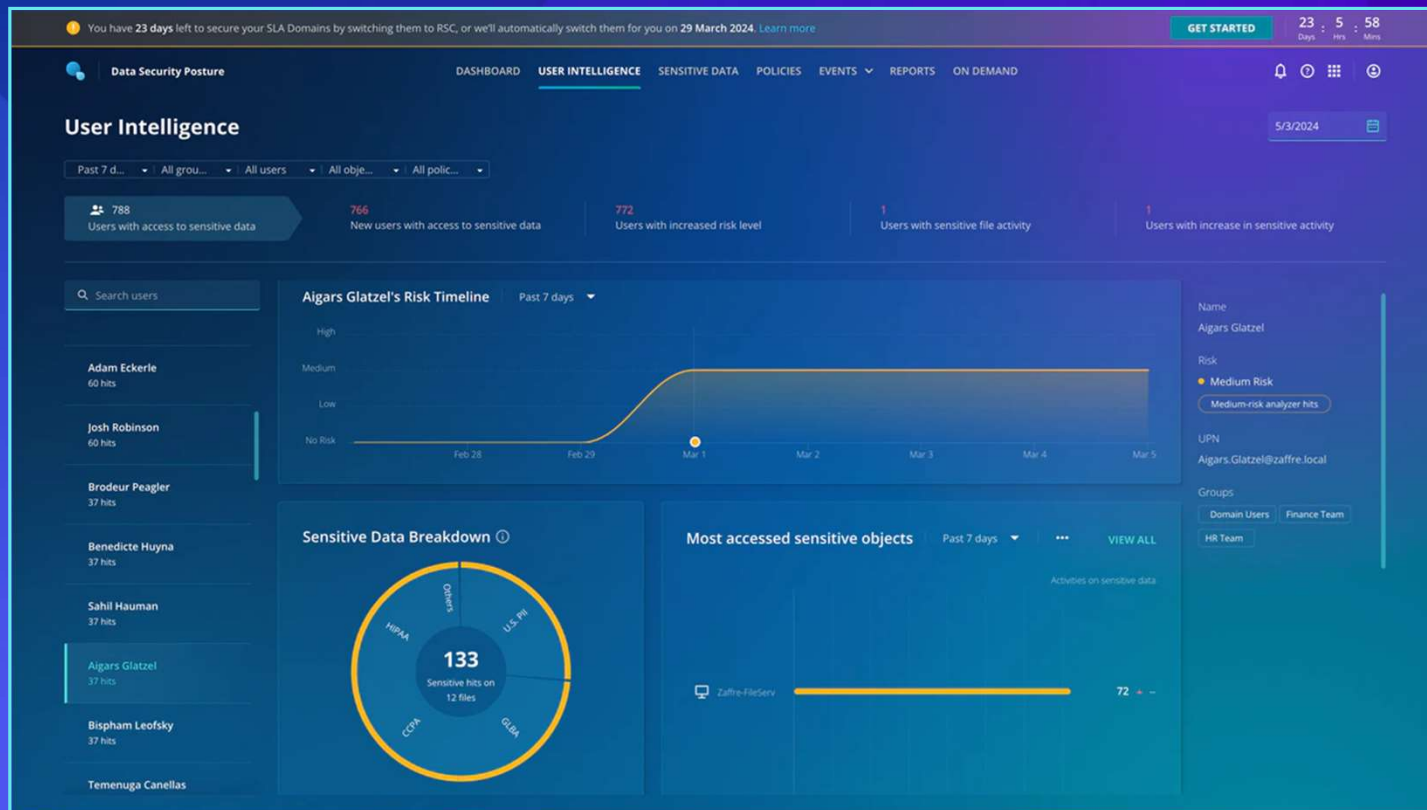 You have 23 days left to secure your SLA Domains by switching them to RSC, or we'll automatically switch them for you on 29 March 2024. Learn more
GET STARTED
23 : 5 : 58
Days Hrs Mins
Data Security Posture
DASHBOARD USER INTELLIGENCE SENSITIVE DATA POLICIES EVENTS REPORTS ON DEMAND
User Intelligence
5/3/2024
Past 7 d... All grou... All users All obje... All polic...
788
Users with access to sensitive data
766
New users with access to sensitive data
772
Users with increased risk level
1
Users with sensitive file activity
1
Users with increase in sensitive activity
Search users
Adam Eckerle
60 hits
Josh Robinson
60 hits
Brodeur Peagler
37 hits
Benedicte Huyna
37 hits
Sahil Hauman
37 hits
Aigars Glatzel
37 hits
Bispham Leofsky
37 hits
Temenuga Canellas
Aigars Glatzel's Risk Timeline Past 7 days
High
Medium
Low
No Risk
Feb 28 Feb 29 Mar 1 Mar 2 Mar 3 Mar 4 Mar 5
Sensitive Data Breakdown
Others
U.S. PII
HIPAA
133
Sensitive hits on
12 files
CCPA
GLBA
Most accessed sensitive objects Past 7 days ••• VIEW ALL
Activities on sensitive data
Zaffre-FileServ 72 + --
Name
Aigars Glatzel
Risk
Medium Risk
Medium-risk analyzer hits
UPN
Aigars.Glatzel@zaffre.local
Groups
Domain Users Finance Team
HR Team